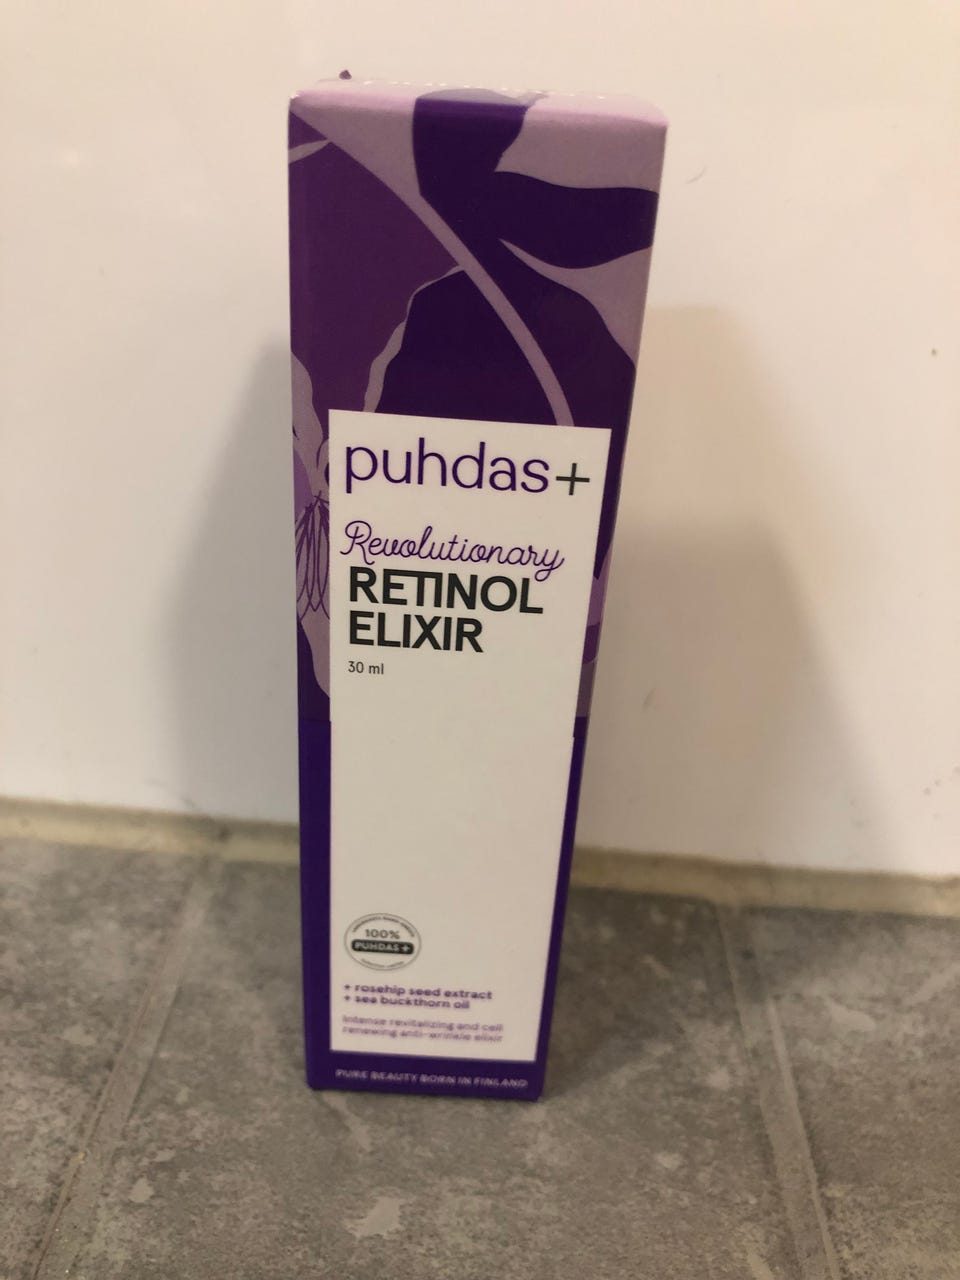 puhdas+
Revolutionary
RETINOL
ELIXIR
30 ml
100%
PUHDAS+
+ rosehip seed extract
+ sea buckthorn oil
Intense revitalizing and cell
renewing anti-wrinkle elixir
PURE BEAUTY BORN IN FINLAND